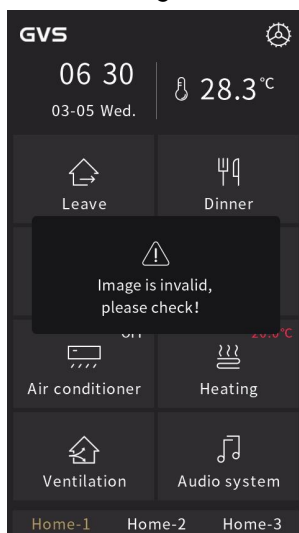 GVS
06 30
28.3°C
03-05 Wed.
Leave
Dinner
Image is invalid,
please check!
Air conditioner
Heating
Ventilation
Audio system
Home-1
Home-2
Home-3